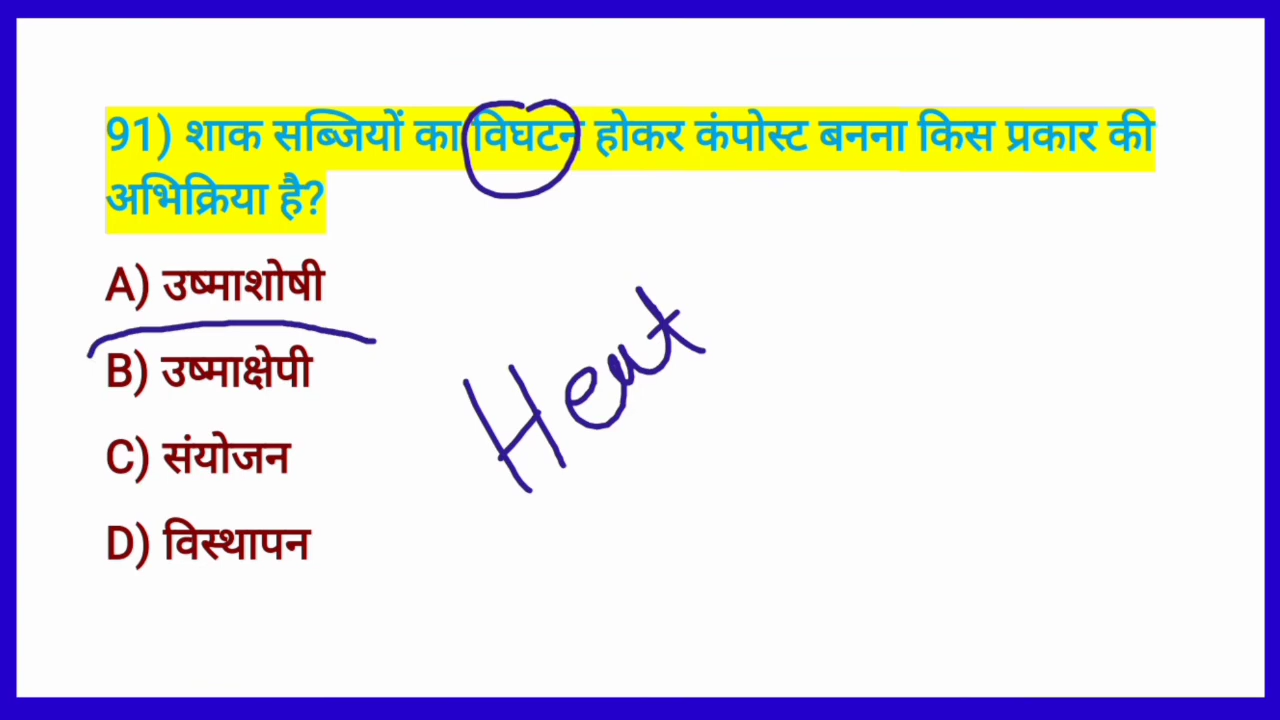 91) शाक सब्जियों का विघटन होकर कंपोस्ट बनना किस प्रकार की
अभिक्रिया है?
A) उष्माशोषी
B) उष्माक्षेपी
C) संयोजन
D) विस्थापन
Heat